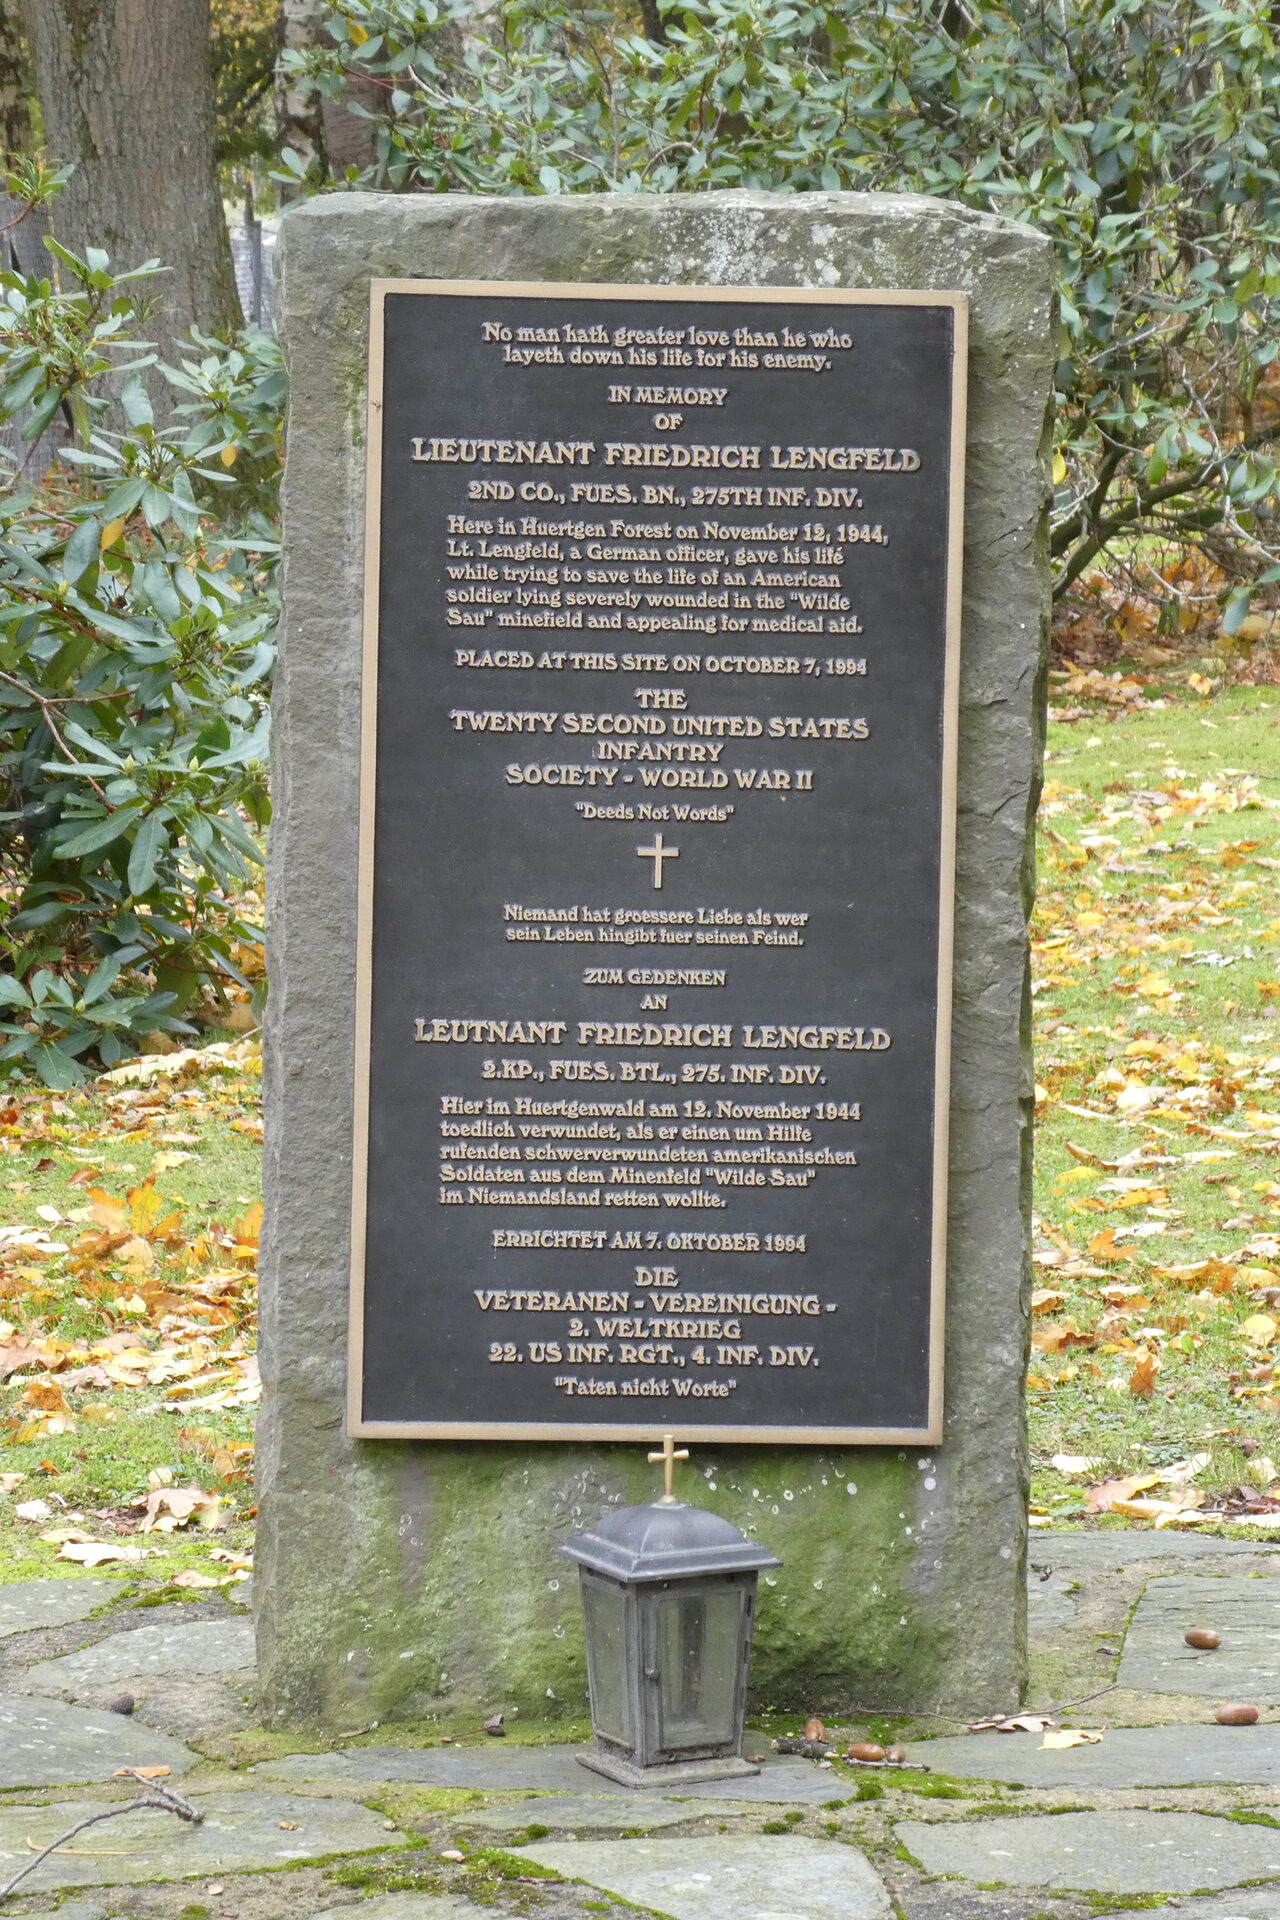 No man hath greater love than he who
layeth down his life for his enemy.
IN MEMORY
OF
LIEUTENANT FRIEDRICH LENGFELD
2ND CO., FUES. BN., 275TH INF. DIV.
Here in Huertgen Forest on November 12, 1944,
Lt. Lengfeld, a German officer, gave his life
while trying to save the life of an American
soldier lying severely wounded in the "Wilde
Sau" minefield and appealing for medical aid.
PLACED AT THIS SITE ON OCTOBER 7, 1994
THE
TWENTY SECOND UNITED STATES
INFANTRY
SOCIETY - WORLD WAR II
"Deeds Not Words"
Niemand hat groessere Liebe als wer
sein Leben hingibt fuer seinen Feind.
ZUM GEDENKEN
AN
LEUTNANT FRIEDRICH LENGFELD
2.KP., FUES. BTL., 275. INF. DIV.
Hier im Huertgenwald am 12. November 1944
toedlich verwundet, als er einen um Hilfe
rufenden schwerverwundeten amerikanischen
Soldaten aus dem Minenfeld "Wilde Sau"
im Niemandsland retten wollte.
ERRICHTET AM 7. OKTOBER 1994
DIE
VETERANEN - VEREINIGUNG -
2. WELTKRIEG
22. US INF. RGT., 4. INF. DIV.
"Taten nicht Worte"